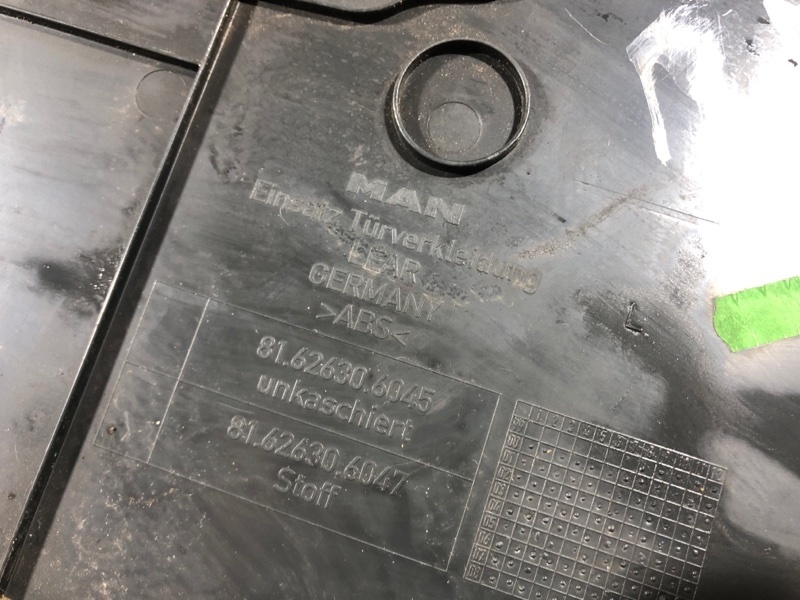 MAN
Einsatz Türverkleidung
LEAR
GERMANY
>ABS<
81.62630.6045
unkaschiert
81.62630.6047
Stoff
L